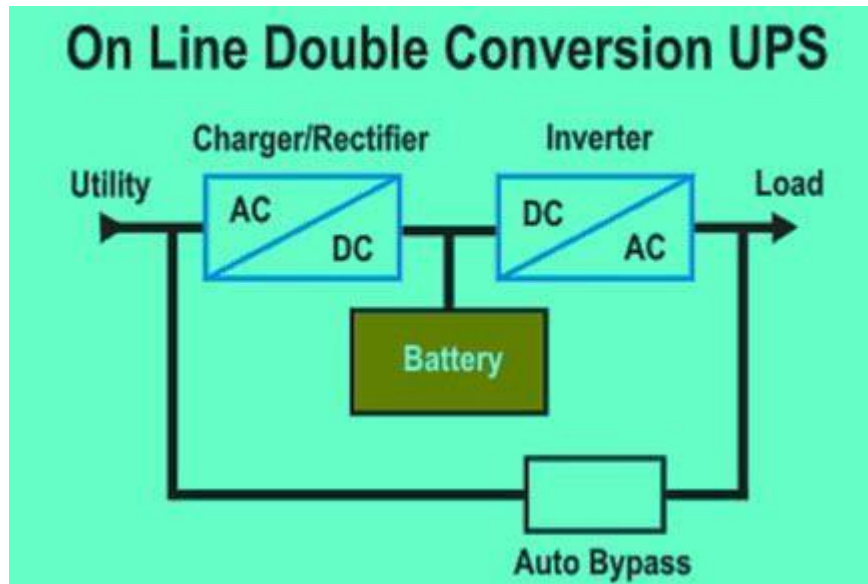 On Line Double Conversion UPS
Charger/Rectifier
Inverter
Utility
Load
AC
DC
DC
AC
Battery
Auto Bypass